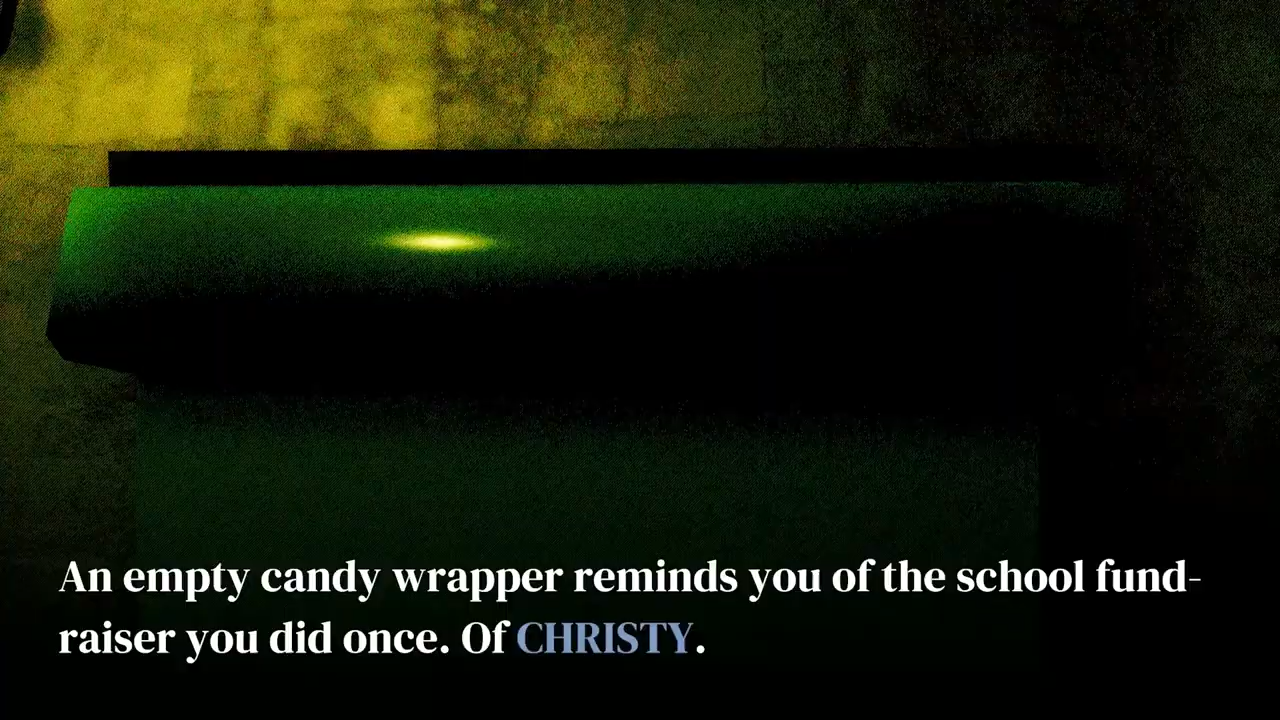 An empty candy wrapper reminds you of the school fund-
raiser you did once. Of CHRISTY.